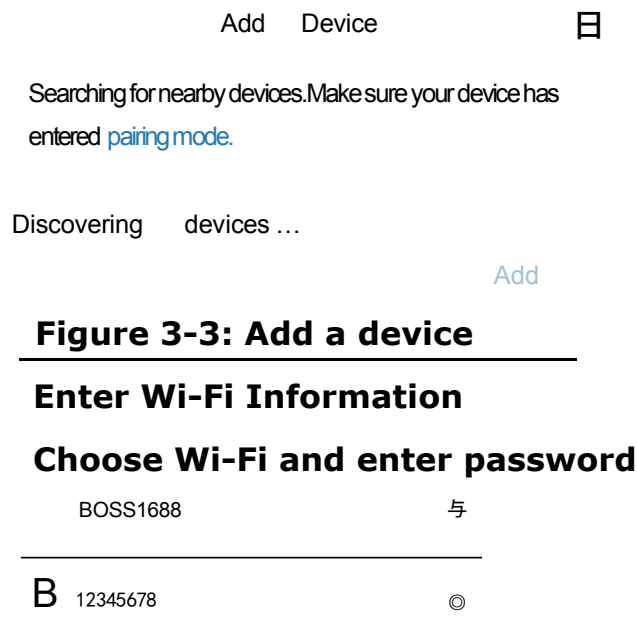 Add Device 日
Searching for nearby devices.Make sure your device has
entered pairing mode.
Discovering devices …
Add
Figure 3-3: Add a device
Enter Wi-Fi Information
Choose Wi-Fi and enter password
BOSS1688 与
B 12345678 ◎